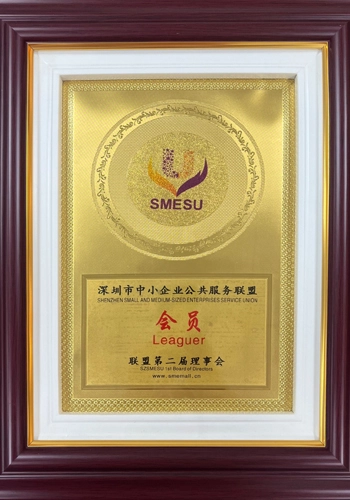 SMESU
深圳市中小企业公共服务联盟
SHENZHEN SMALL AND MEDIUM-SIZED ENTERPRISES SERVICE UNION
会员
Leaguer
联盟第二届理事会
SZSMESU 1st Board of Directors
www.smemall.cn